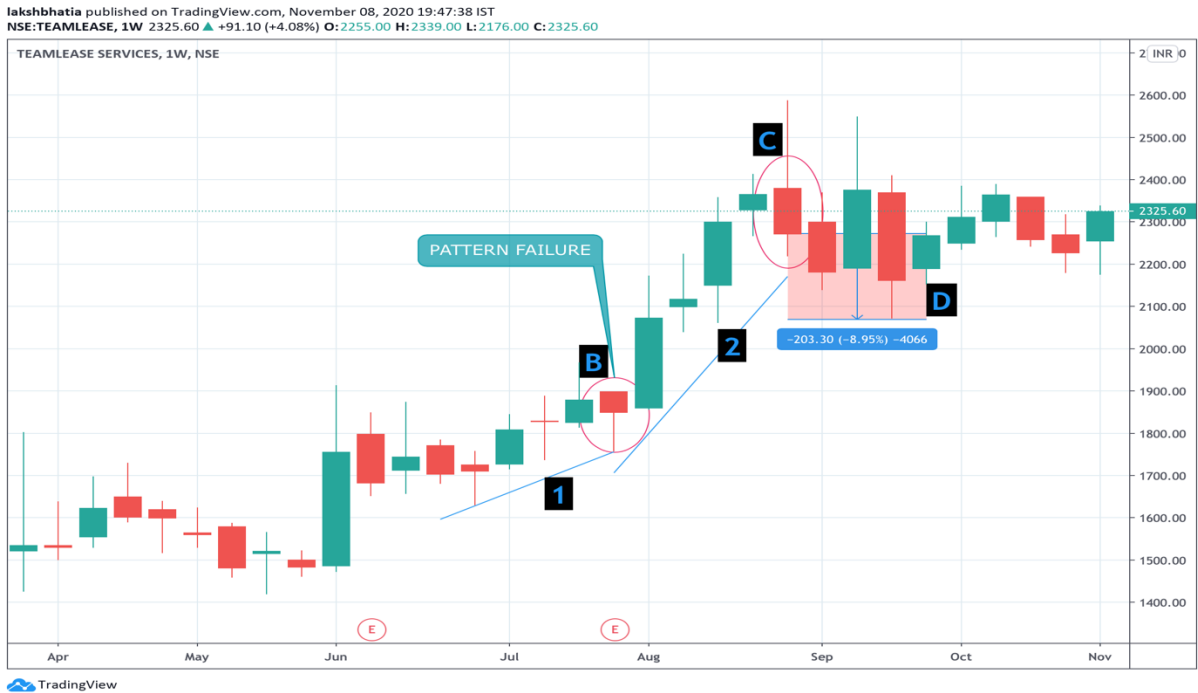 lakshbhatia published on TradingView.com, November 08, 2020 19:47:38 IST
NSE:TEAMLEASE, 1W 2325.60 ▲ +91.10 (+4.08%) O:2255.00 H:2339.00 L:2176.00 C:2325.60
TEAMLEASE SERVICES, 1W, NSE
INR
2600.00
2500.00
2400.00
2325.60
2300.00
2200.00
2100.00
2000.00
1900.00
1800.00
1700.00
1600.00
1500.00
1400.00
C
PATTERN FAILURE
D
−203.30 (−8.95%) −4066
2
B
1
E E
Apr May Jun Jul Aug Sep Oct Nov
TradingView